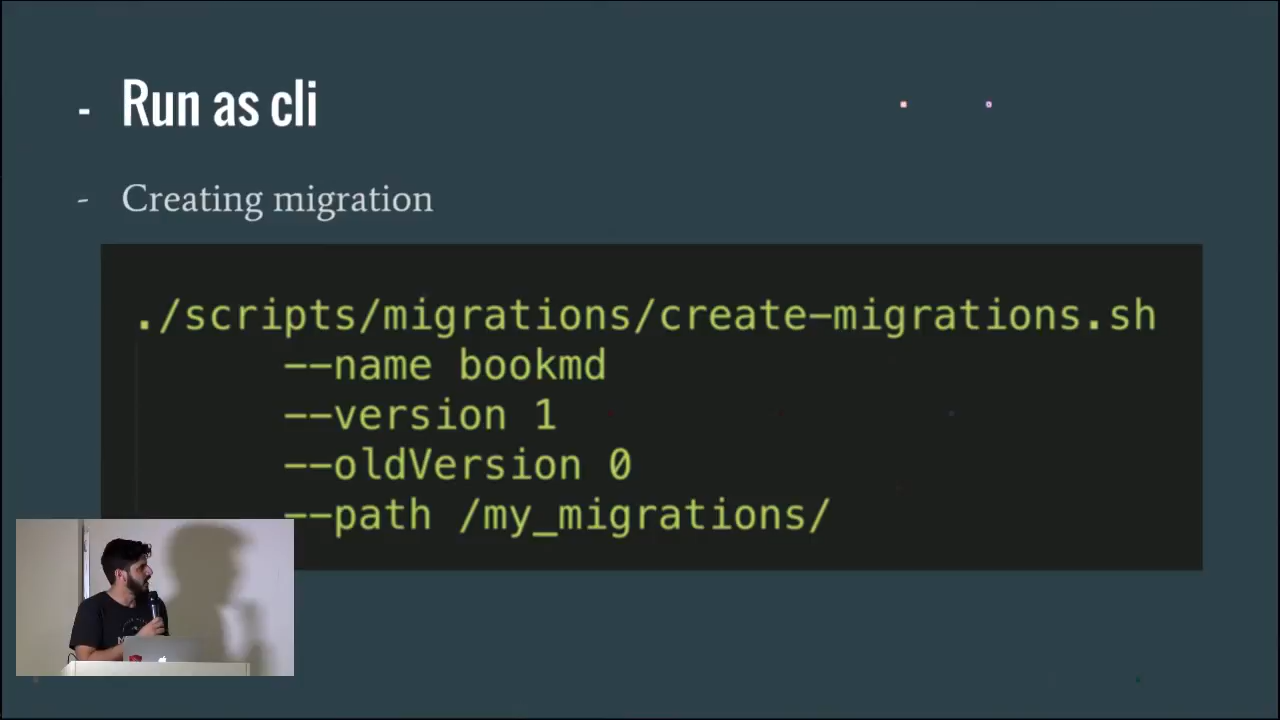 - Run as cli
- Creating migration
./scripts/migrations/create-migrations.sh
--name bookmd
--version 1
--oldVersion 0
--path /my_migrations/